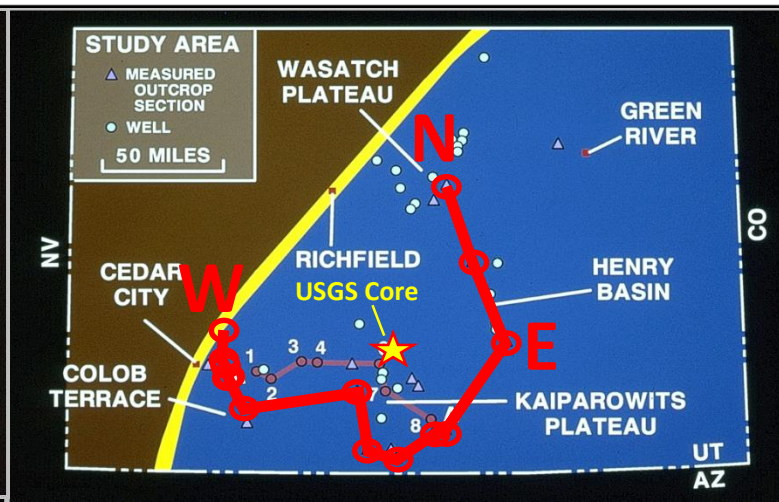 STUDY AREA
MEASURED
OUTCROP
SECTION
WELL
50 MILES
WASATCH
PLATEAU
GREEN
RIVER
N
NV
CO
RICHFIELD
USGS Core
HENRY
BASIN
CEDAR
CITY
W
E
1
2
3
4
COLOB
TERRACE
7
8
KAIPAROWITS
PLATEAU
UT
AZ